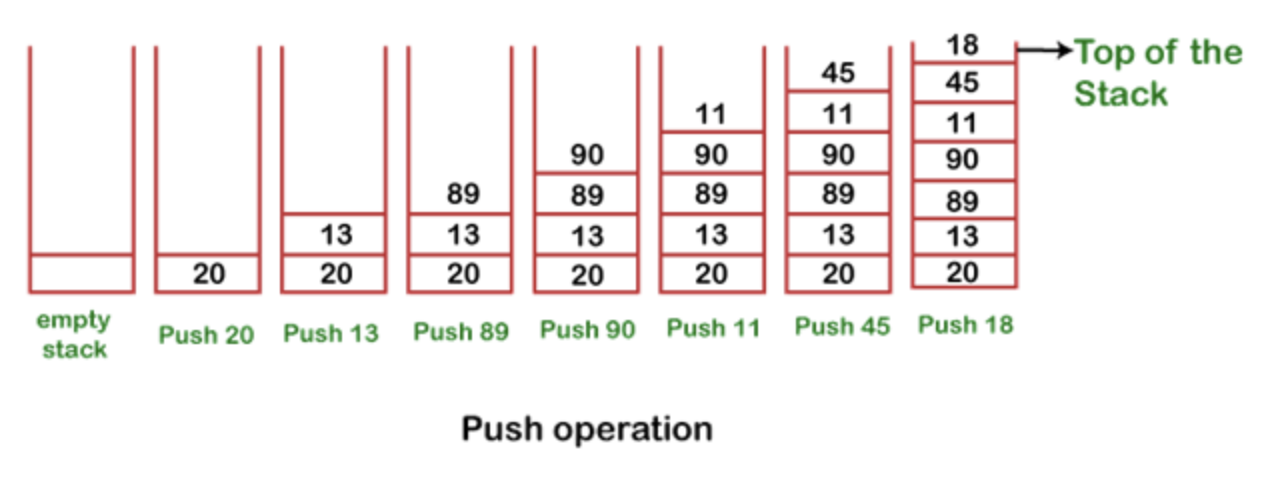 18
Top of the
45
45
Stack
11
11
11
90
90
90
90
89
89
89
89
89
13
13
13
13
13
13
20
20
20
20
20
20
20
empty
stack
Push 20
Push 13
Push 89
Push 90
Push 11
Push 45
Push 18
Push operation